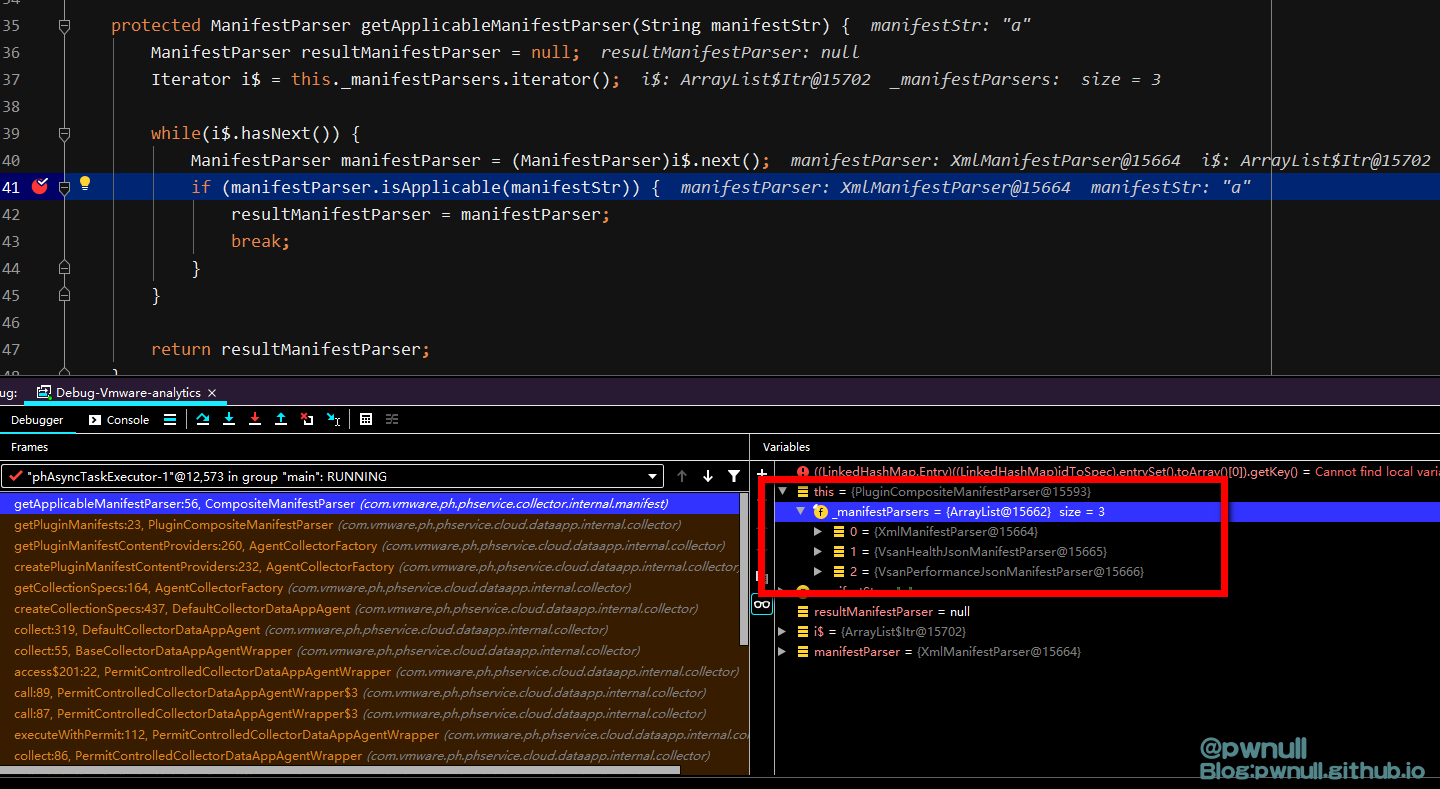 35 protected ManifestParser getApplicableManifestParser(String manifestStr) { manifestStr: "a"
36 ManifestParser resultManifestParser = null; resultManifestParser: null
37 Iterator i$ = this._manifestParsers.iterator(); i$: ArrayList$Itr@15702 _manifestParsers: size = 3
38
39 while(i$.hasNext()) {
40 ManifestParser manifestParser = (ManifestParser)i$.next(); manifestParser: XmlManifestParser@15664 i$: ArrayList$Itr@15702
41 if (manifestParser.isApplicable(manifestStr)) { manifestParser: XmlManifestParser@15664 manifestStr: "a"
42 resultManifestParser = manifestParser;
43 break;
44 }
45 }
46
47 return resultManifestParser;
ug: Debug-Vmware-analytics ×
Debugger Console
Frames
"phAsyncTaskExecutor-1"@12,573 in group "main": RUNNING
getApplicableManifestParser:56, CompositeManifestParser (com.vmware.ph.phservice.collector.internal.manifest)
getPluginManifests:23, PluginCompositeManifestParser (com.vmware.ph.phservice.cloud.dataapp.internal.collector)
getPluginManifestContentProviders:260, AgentCollectorFactory (com.vmware.ph.phservice.cloud.dataapp.internal.collector)
createPluginManifestContentProviders:232, AgentCollectorFactory (com.vmware.ph.phservice.cloud.dataapp.internal.collector)
getCollectionSpecs:164, AgentCollectorFactory (com.vmware.ph.phservice.cloud.dataapp.internal.collector)
createCollectionSpecs:437, DefaultCollectorDataAppAgent (com.vmware.ph.phservice.cloud.dataapp.internal.collector)
collect:319, DefaultCollectorDataAppAgent (com.vmware.ph.phservice.cloud.dataapp.internal.collector)
collect:55, BaseCollectorDataAppAgentWrapper (com.vmware.ph.phservice.cloud.dataapp.internal.collector)
access$201:22, PermitControlledCollectorDataAppAgentWrapper (com.vmware.ph.phservice.cloud.dataapp.internal.collector)
call:89, PermitControlledCollectorDataAppAgentWrapper$3 (com.vmware.ph.phservice.cloud.dataapp.internal.collector)
call:87, PermitControlledCollectorDataAppAgentWrapper$3 (com.vmware.ph.phservice.cloud.dataapp.internal.collector)
executeWithPermit:112, PermitControlledCollectorDataAppAgentWrapper (com.vmware.ph.phservice.cloud.dataapp.internal.col
collect:86, PermitControlledCollectorDataAppAgentWrapper (com.vmware.ph.phservice.cloud.dataapp.internal.collector)
Variables
((LinkedHashMap.Entry)((LinkedHashMap)idToSpec).entrySet().toArray()[0]).getKey() = Cannot find local varia
this = {PluginCompositeManifestParser@15593}
_manifestParsers = {ArrayList@15662} size = 3
0 = {XmlManifestParser@15664}
1 = {VsanHealthJsonManifestParser@15665}
2 = {VsanPerformanceJsonManifestParser@15666}
resultManifestParser = null
i$ = {ArrayList$Itr@15702}
manifestParser = {XmlManifestParser@15664}
@pwnull
Blog:pwnull.github.io